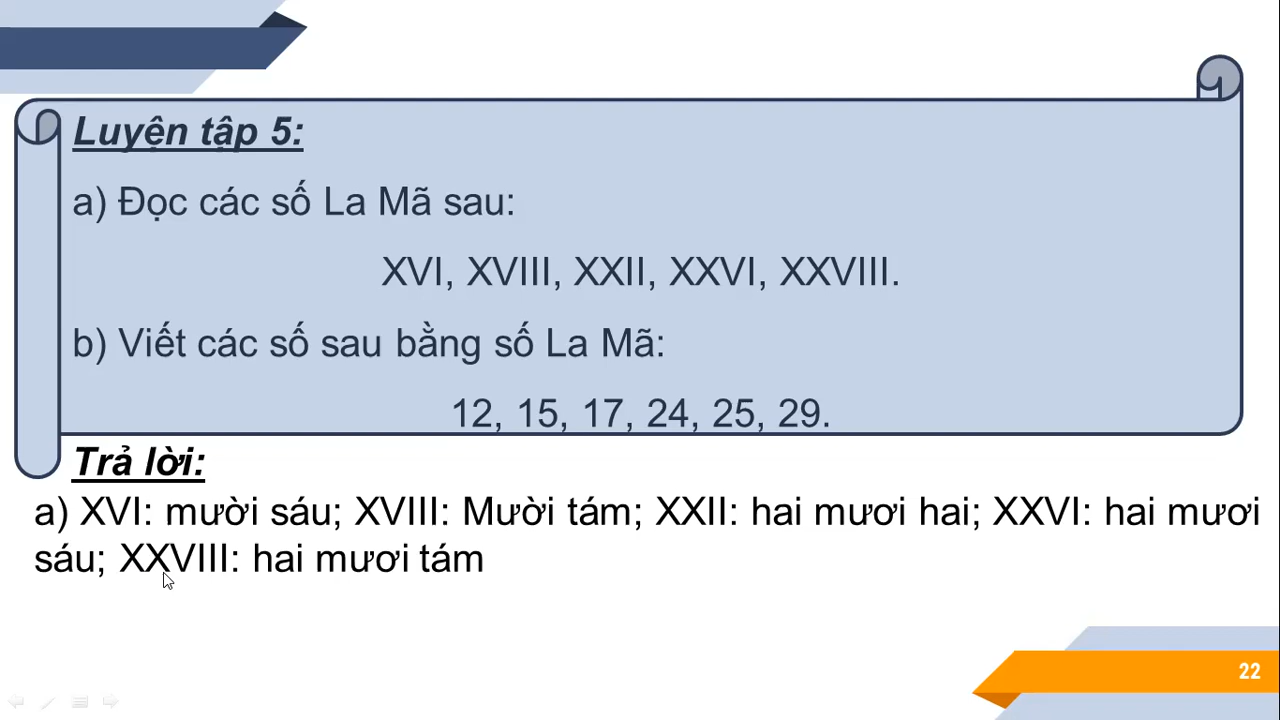 Luyện tập 5:
a) Đọc các số La Mã sau:
XVI, XVIII, XXII, XXVI, XXVIII.
b) Viết các số sau bằng số La Mã:
12, 15, 17, 24, 25, 29.
Trả lời:
a) XVI: mười sáu; XVIII: Mười tám; XXII: hai mươi hai; XXVI: hai mươi
sáu; XXVIII: hai mươi tám
22